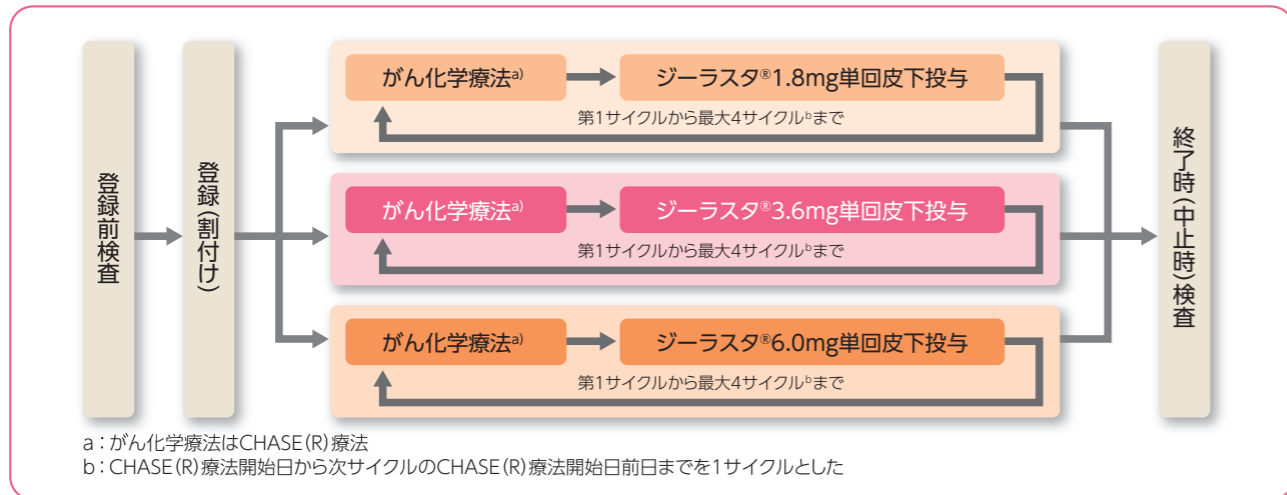 登録前検査
登録(割付け)
がん化学療法a)
ジーラスタ®1.8mg単回皮下投与
第1サイクルから最大4サイクルbまで
がん化学療法a)
ジーラスタ®3.6mg単回皮下投与
第1サイクルから最大4サイクルbまで
がん化学療法a)
ジーラスタ®6.0mg単回皮下投与
第1サイクルから最大4サイクルbまで
終了時(中止時)検査
a：がん化学療法はCHASE(R)療法
b：CHASE(R)療法開始日から次サイクルのCHASE(R)療法開始日前日までを1サイクルとした